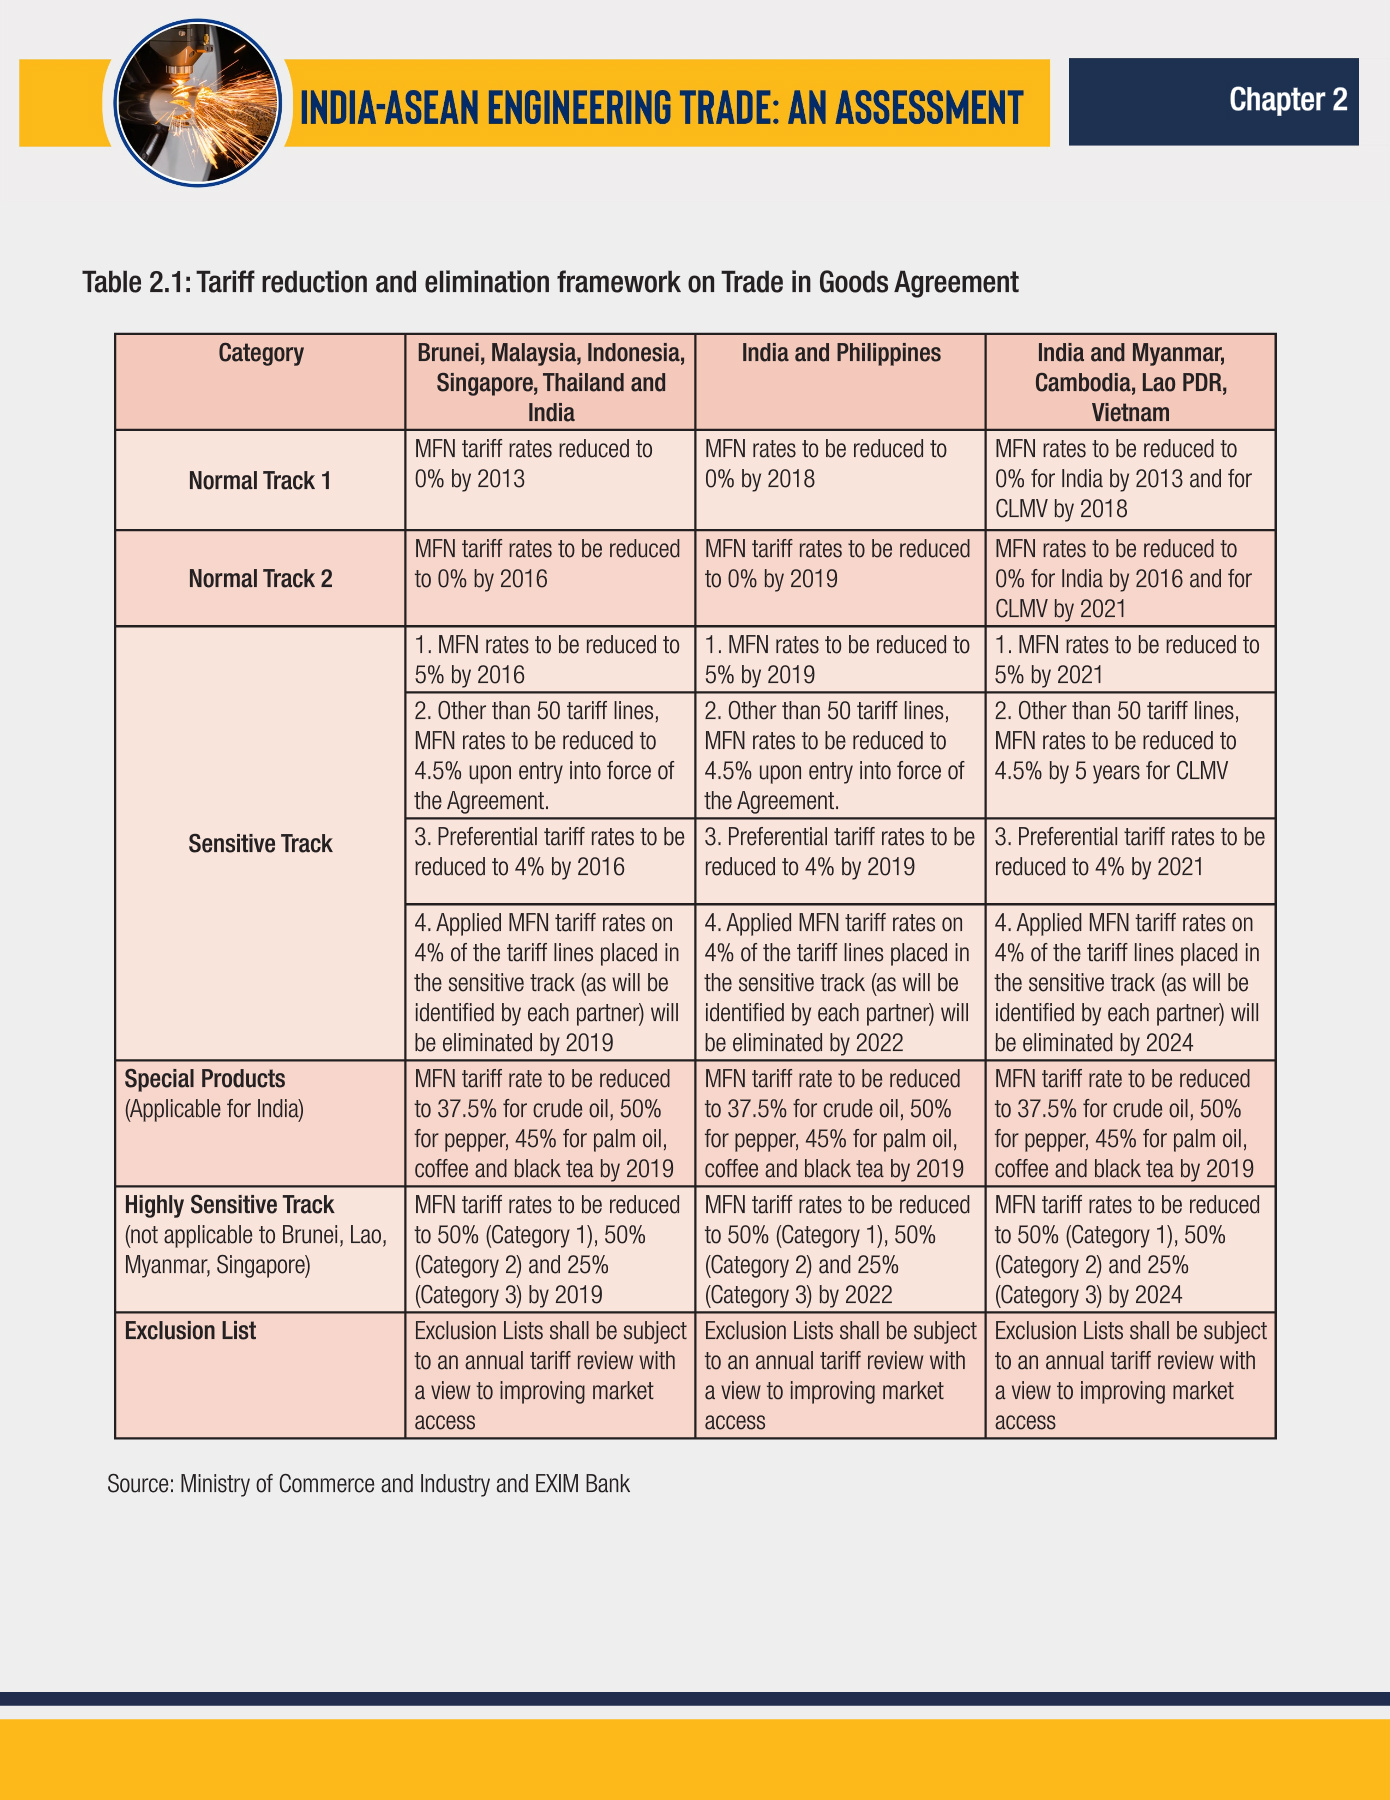 INDIA-ASEAN ENGINEERING TRADE: AN ASSESSMENT
Chapter 2
Table 2.1: Tariff reduction and elimination framework on Trade in Goods Agreement
Category
Brunei, Malaysia, Indonesia,
Singapore, Thailand and
India
India and Philippines
India and Myanmar,
Cambodia, Lao PDR,
Vietnam
Normal Track 1
MFN tariff rates reduced to
0% by 2013
MFN rates to be reduced to
0% by 2018
MFN rates to be reduced to
0% for India by 2013 and for
CLMV by 2018
Normal Track 2
MFN tariff rates to be reduced
to 0% by 2016
MFN tariff rates to be reduced
to 0% by 2019
MFN rates to be reduced to
0% for India by 2016 and for
CLMV by 2021
Sensitive Track
1. MFN rates to be reduced to
5% by 2016
1. MFN rates to be reduced to
5% by 2019
1. MFN rates to be reduced to
5% by 2021
2. Other than 50 tariff lines,
MFN rates to be reduced to
4.5% upon entry into force of
the Agreement.
2. Other than 50 tariff lines,
MFN rates to be reduced to
4.5% upon entry into force of
the Agreement.
2. Other than 50 tariff lines,
MFN rates to be reduced to
4.5% by 5 years for CLMV
3. Preferential tariff rates to be
reduced to 4% by 2016
3. Preferential tariff rates to be
reduced to 4% by 2019
3. Preferential tariff rates to be
reduced to 4% by 2021
4. Applied MFN tariff rates on
4% of the tariff lines placed in
the sensitive track (as will be
identified by each partner) will
be eliminated by 2019
4. Applied MFN tariff rates on
4% of the tariff lines placed in
the sensitive track (as will be
identified by each partner) will
be eliminated by 2022
4. Applied MFN tariff rates on
4% of the tariff lines placed in
the sensitive track (as will be
identified by each partner) will
be eliminated by 2024
Special Products
(Applicable for India)
MFN tariff rate to be reduced
to 37.5% for crude oil, 50%
for pepper, 45% for palm oil,
coffee and black tea by 2019
MFN tariff rate to be reduced
to 37.5% for crude oil, 50%
for pepper, 45% for palm oil,
coffee and black tea by 2019
MFN tariff rate to be reduced
to 37.5% for crude oil, 50%
for pepper, 45% for palm oil,
coffee and black tea by 2019
Highly Sensitive Track
(not applicable to Brunei, Lao,
Myanmar, Singapore)
MFN tariff rates to be reduced
to 50% (Category 1), 50%
(Category 2) and 25%
(Category 3) by 2019
MFN tariff rates to be reduced
to 50% (Category 1), 50%
(Category 2) and 25%
(Category 3) by 2022
MFN tariff rates to be reduced
to 50% (Category 1), 50%
(Category 2) and 25%
(Category 3) by 2024
Exclusion List
Exclusion Lists shall be subject
to an annual tariff review with
a view to improving market
access
Exclusion Lists shall be subject
to an annual tariff review with
a view to improving market
access
Exclusion Lists shall be subject
to an annual tariff review with
a view to improving market
access
Source: Ministry of Commerce and Industry and EXIM Bank